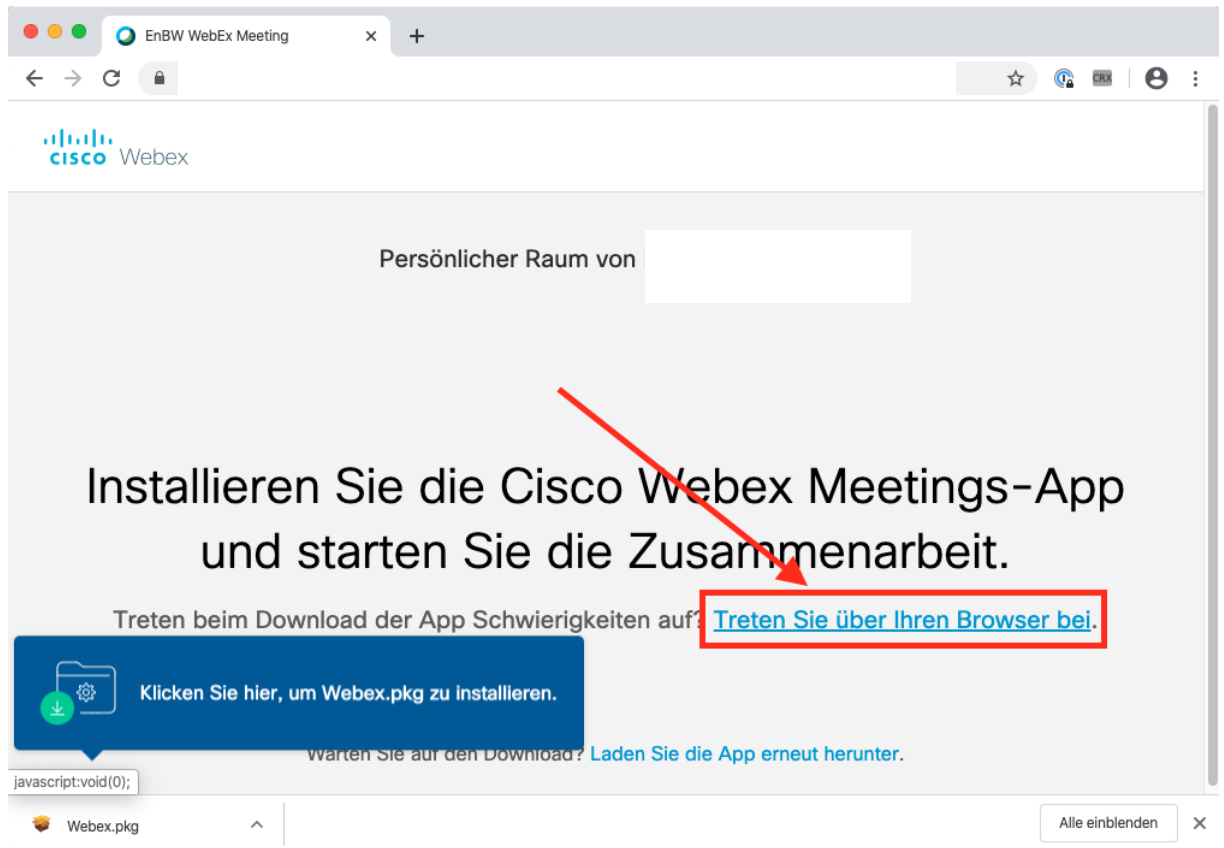 EnBW WebEx Meeting
CRX
cisco Webex
Persönlicher Raum von
Installieren Sie die Cisco Webex Meetings-App
und starten Sie die Zusammenarbeit.
Treten beim Download der App Schwierigkeiten auf? Treten Sie über Ihren Browser bei.
Klicken Sie hier, um Webex.pkg zu installieren.
Warten Sie auf den Download? Laden Sie die App erneut herunter.
javascript:void(0);
Webex.pkg
Alle einblenden